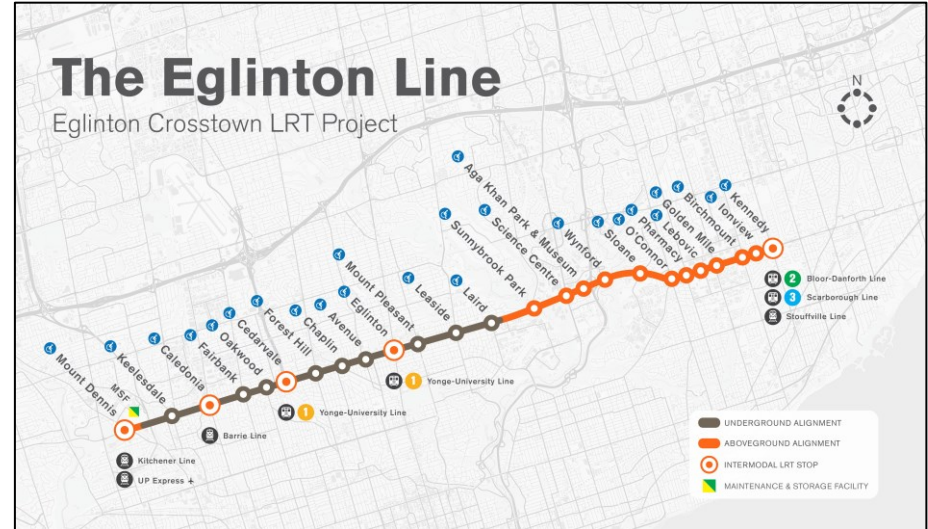 The Eglinton Line
Eglinton Crosstown LRT Project
N
Mount Dennis
MSF
Keelesdale
Caledonia
Fairbank
Oakwood
Cedarvale
Forest Hill
Chaplin
Avenue
Eglinton
Mount Pleasant
Leaside
Laird
Sunnybrook Park
Science Centre
Aga Khan Park & Museum
Wynford
Sloane
O'Connor
Pharmacy
Lebovic
Golden Mile
Birchmount
Ionview
Kennedy
2 Bloor-Danforth Line
3 Scarborough Line
Stouffville Line
1 Yonge-University Line
1 Yonge-University Line
Barrie Line
Kitchener Line
UP Express +
UNDERGROUND ALIGNMENT
ABOVEGROUND ALIGNMENT
INTERMODAL LRT STOP
MAINTENANCE & STORAGE FACILITY